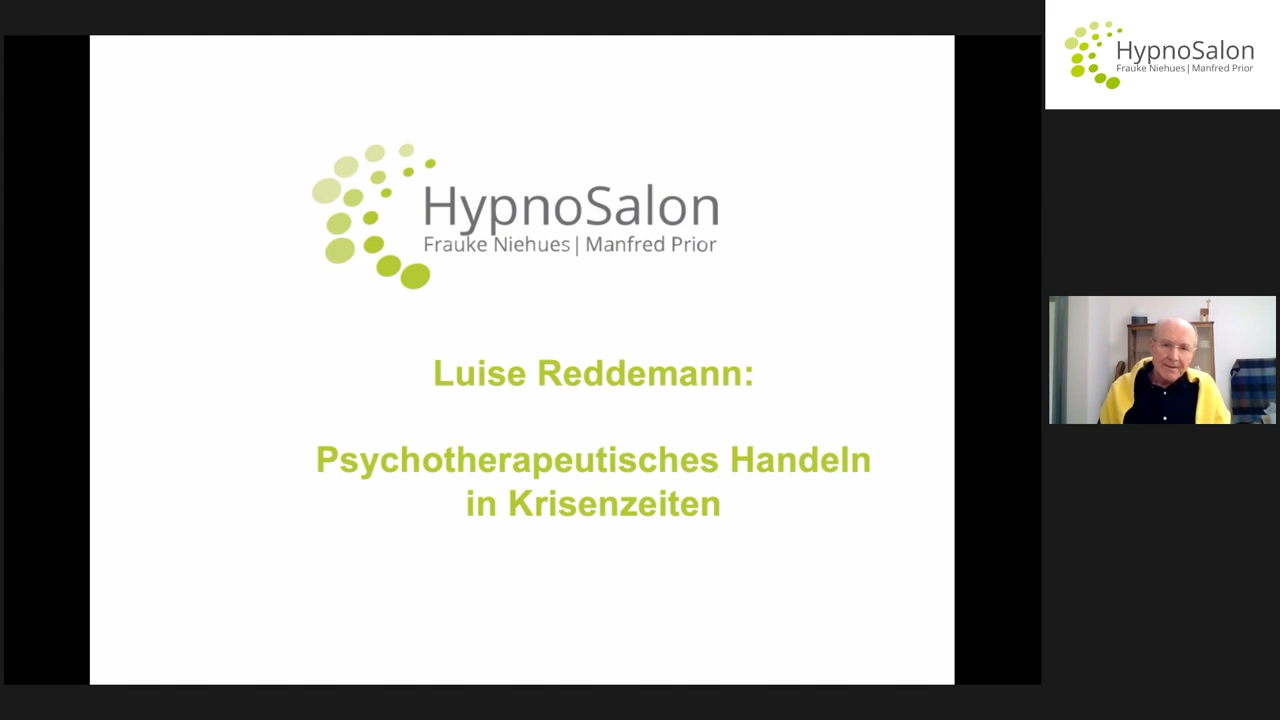 HypnoSalon
Frauke Niehues | Manfred Prior
Luise Reddemann:
Psychotherapeutisches Handeln
in Krisenzeiten
HypnoSalon
Frauke Niehues | Manfred Prior